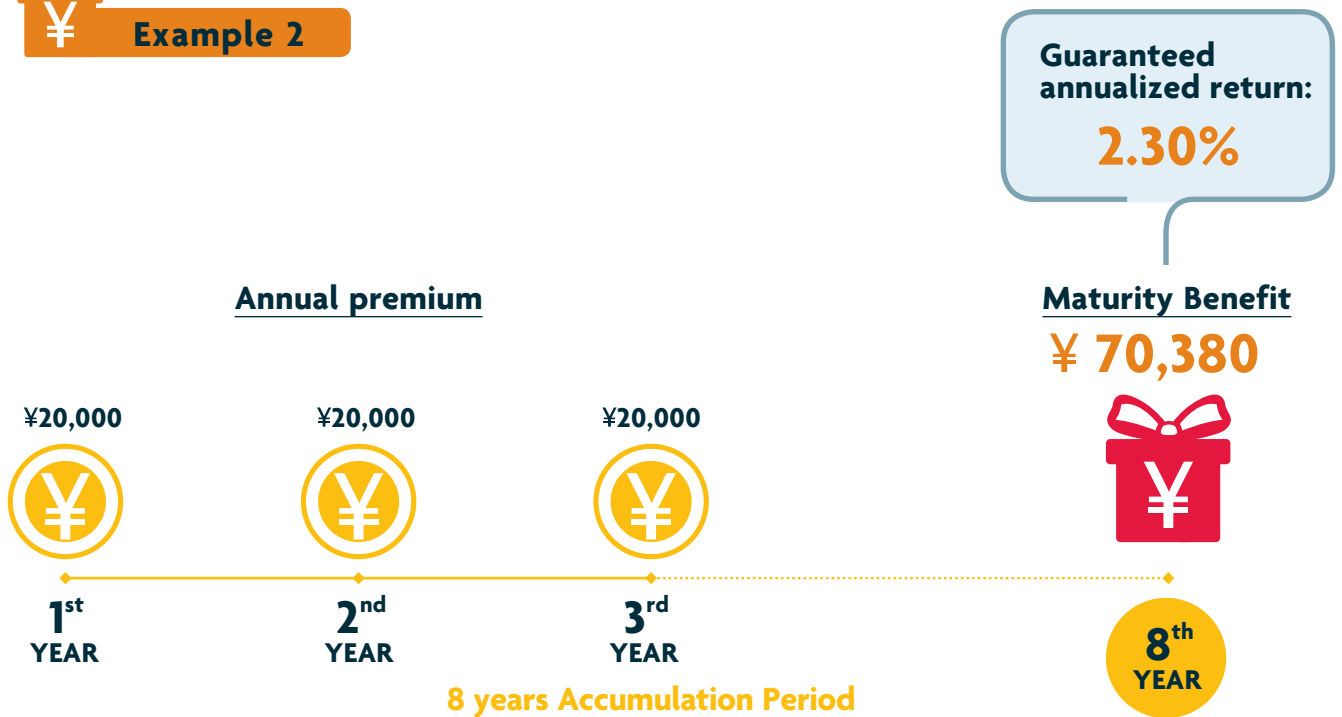 ¥
Example 2
Guaranteed
annualized return:
2.30%
Annual premium
Maturity Benefit
¥ 70,380
¥20,000 ¥20,000 ¥20,000
¥ ¥ ¥ ¥
1st 2nd 3rd 8th
YEAR YEAR YEAR YEAR
8 years Accumulation Period